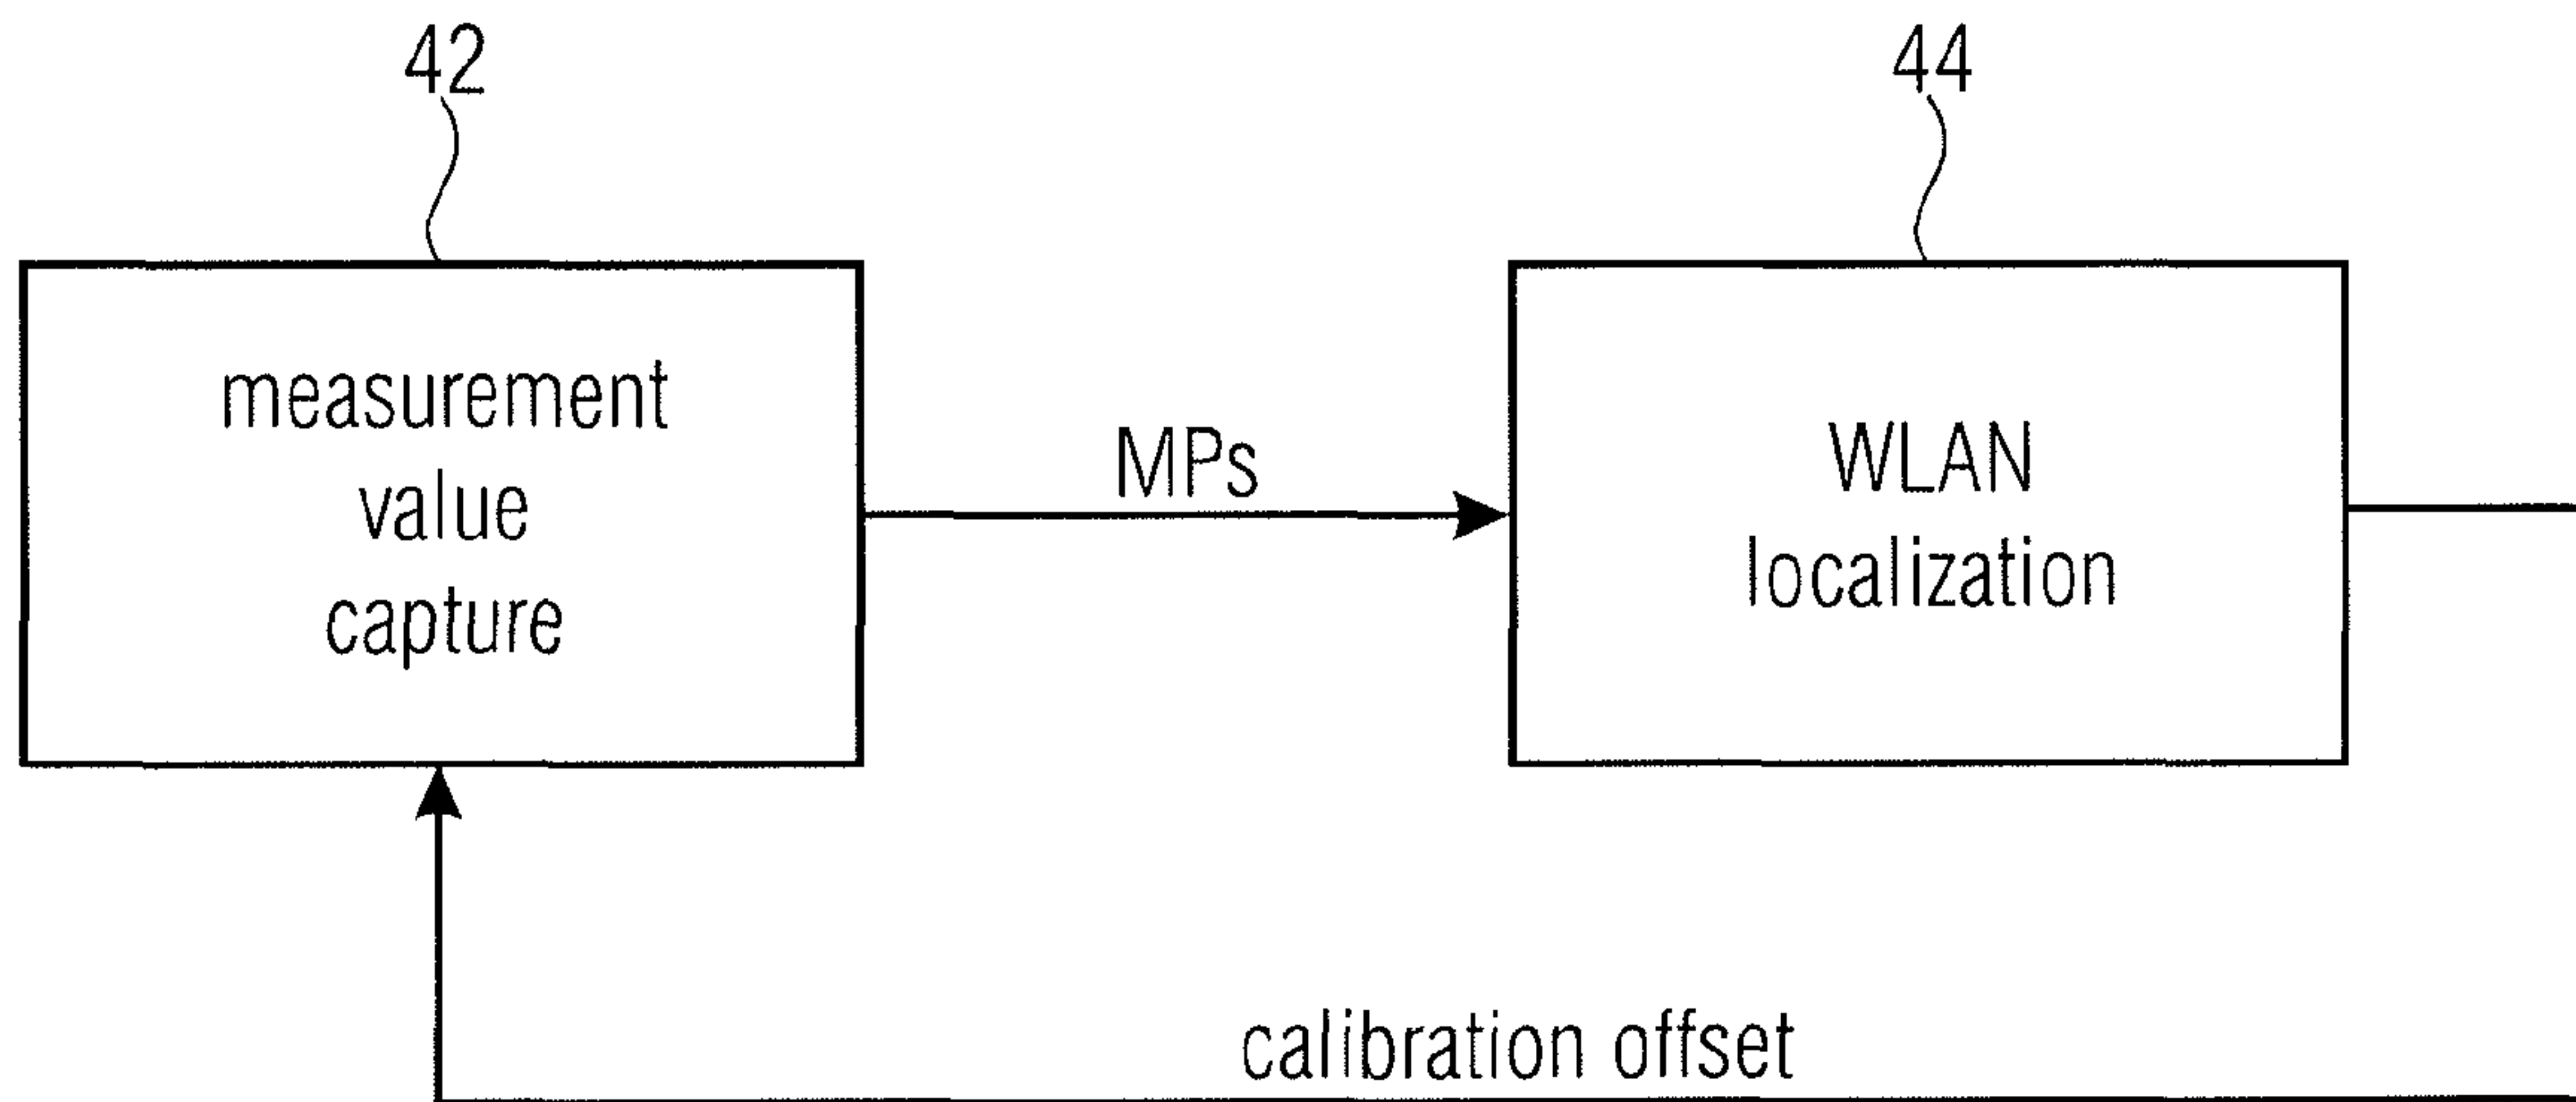 42
44
measurement
value
capture
MPs
WLAN
localization
calibration offset